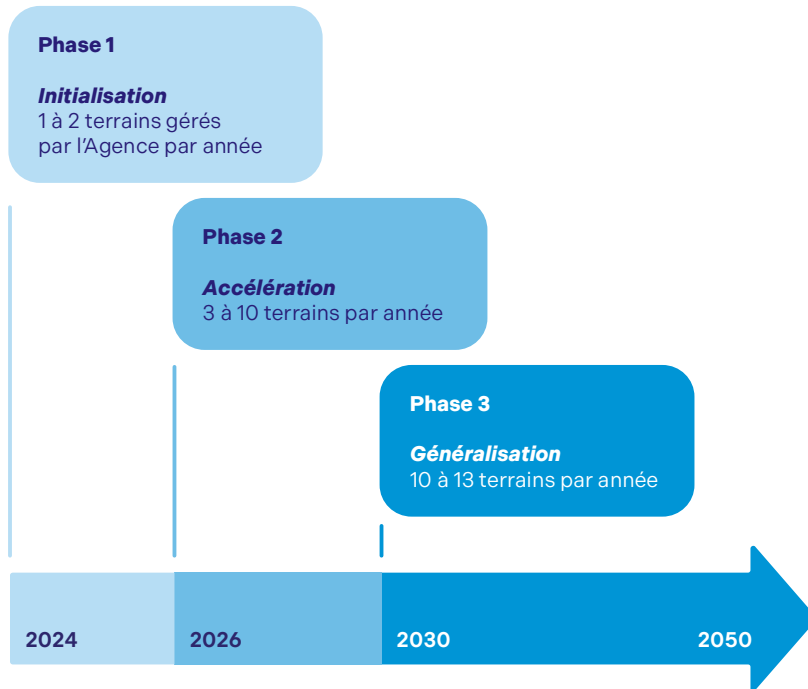 Phase 1
Initialisation
1 à 2 terrains gérés
par l’Agence par année
Phase 2
Accélération
3 à 10 terrains par année
Phase 3
Généralisation
10 à 13 terrains par année
2024
2026
2030
2050